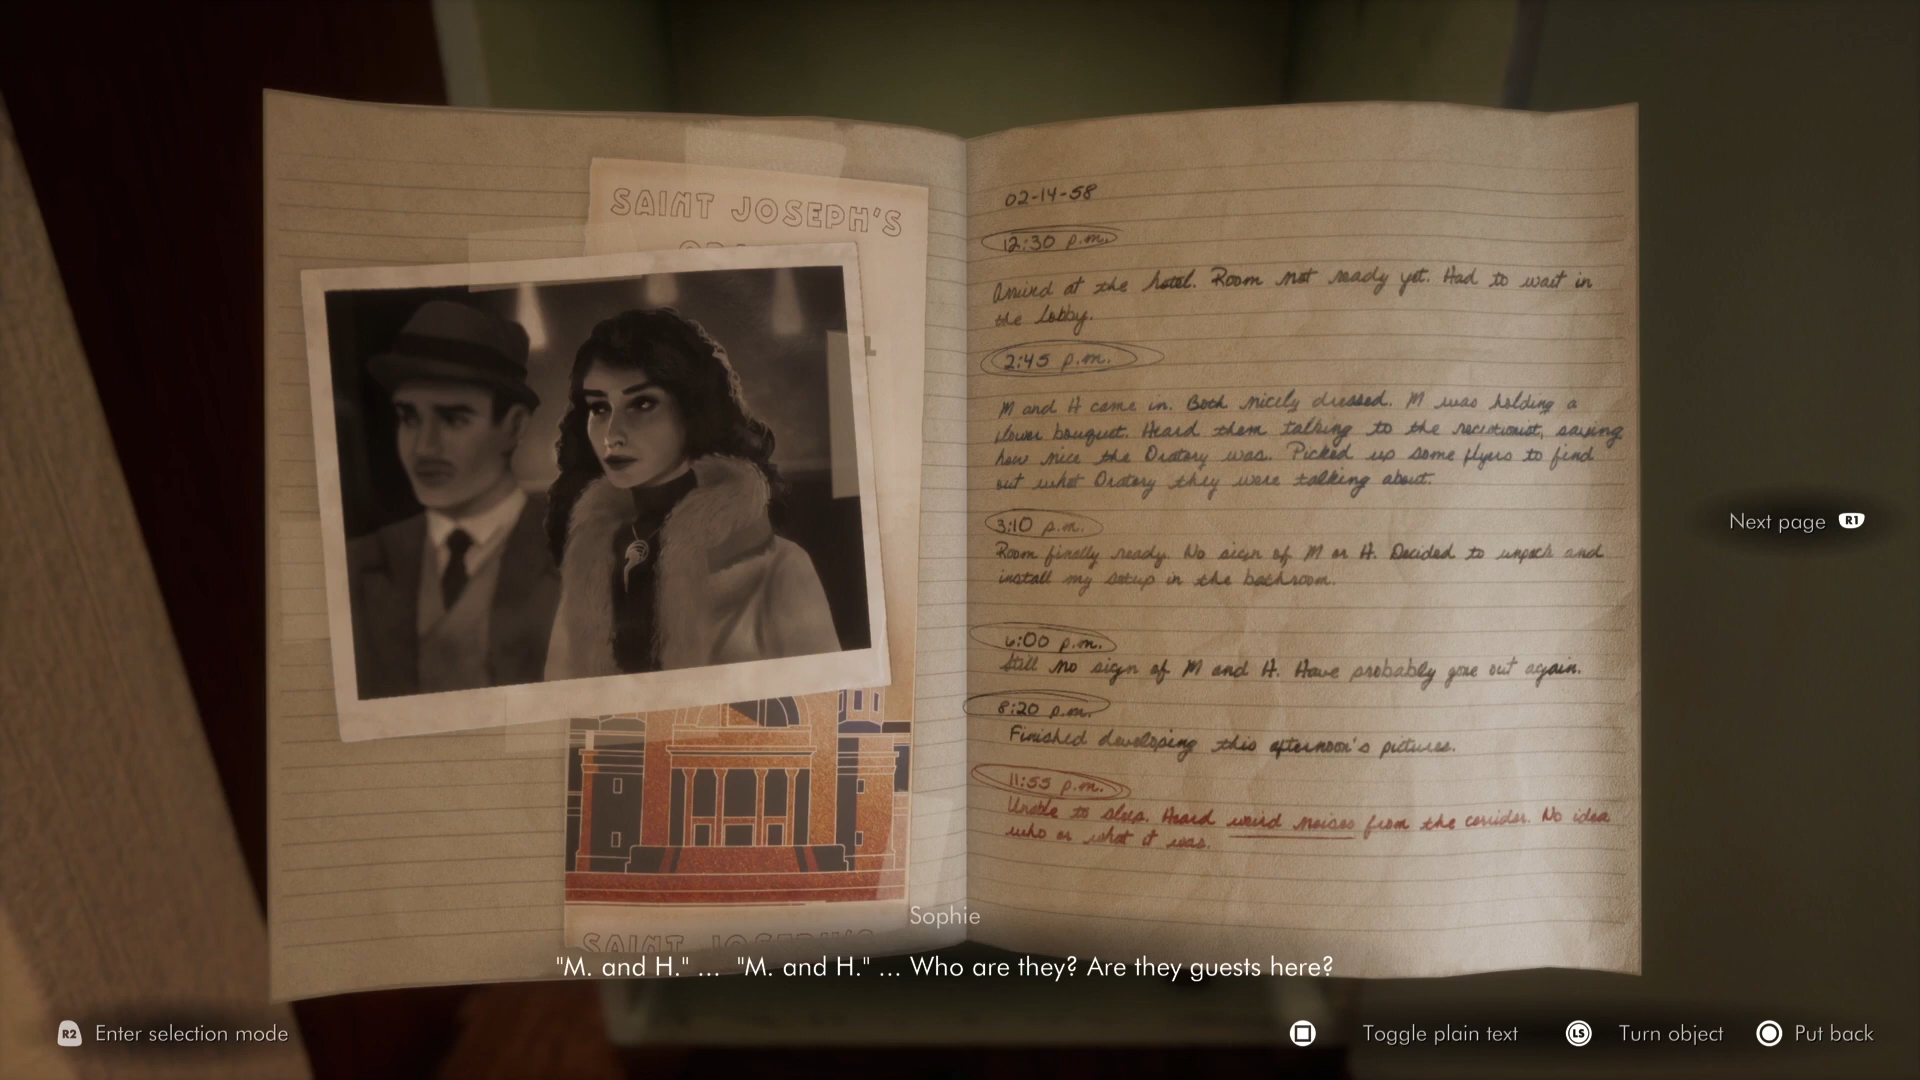 SAINT JOSEPH'S
SAINT JOSEPH'S
02-14-58
12:30 p.m.
Arrived at the hotel. Room not ready yet. Had to wait in
the lobby.
2:45 p.m.
M and H came in. Both nicely dressed. M was holding a
flower bouquet. Heard them talking to the receptionist, saying
how nice the Oratory was. Picked up some flyers to find
out what Oratory they were talking about.
3:10 p.m.
Room finally ready. No sign of M or H. Decided to unpack and
install my setup in the bathroom.
6:00 p.m.
Still no sign of M and H. Have probably gone out again.
8:20 p.m.
Finished developing this afternoon's pictures.
11:55 p.m.
Unable to sleep. Heard weird noises from the corridor. No idea
who or what it was.
Next page R1
Sophie
"M. and H." ... "M. and H." ... Who are they? Are they guests here?
R2 Enter selection mode
Toggle plain text LS Turn object Put back